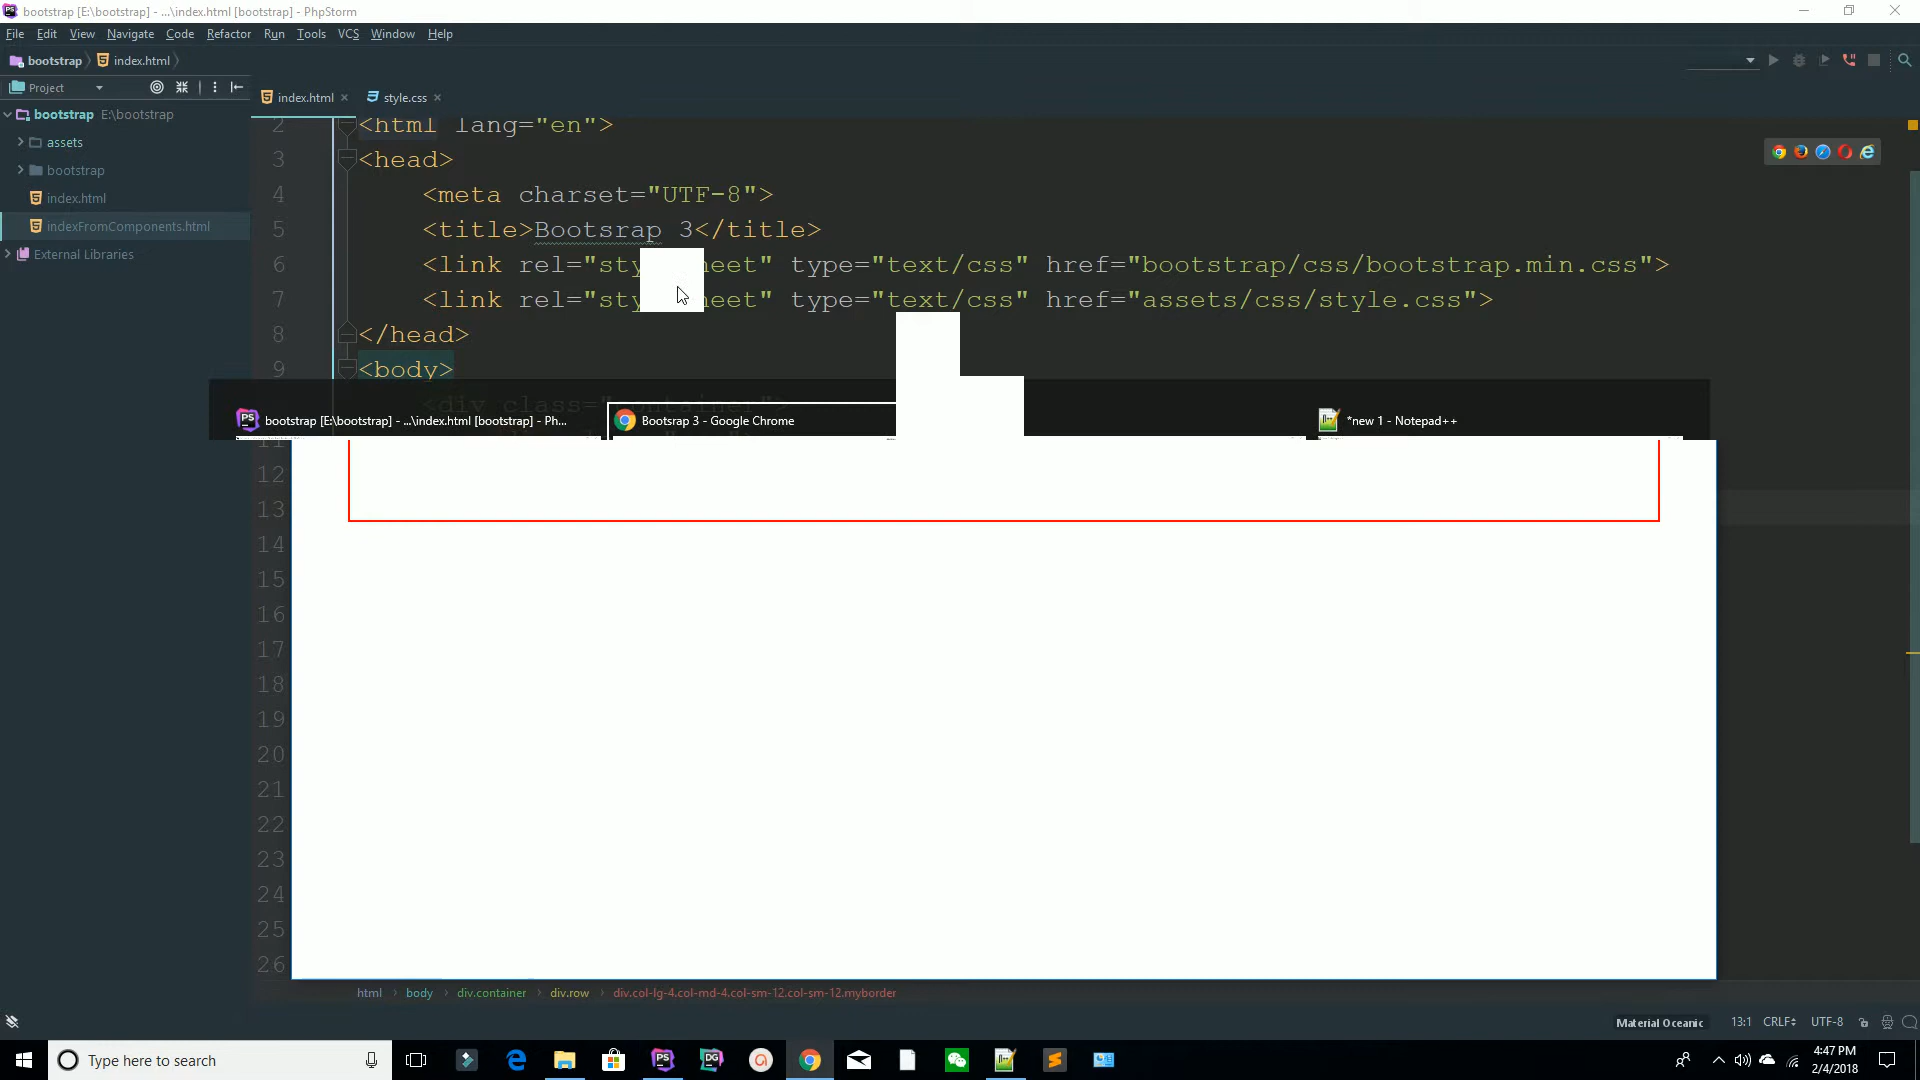 bootstrap [E:\bootstrap] - ...\index.html [bootstrap] - PhpStorm
File Edit View Navigate Code Refactor Run Tools VCS Window Help
bootstrap index.html
Project
index.html style.css
bootstrap E:\bootstrap
assets
bootstrap
index.html
indexFromComponents.html
External Libraries
2 <html lang="en">
3 <head>
4 <meta charset="UTF-8">
5 <title>Bootsrap 3</title>
6 <link rel="sty heet" type="text/css" href="bootstrap/css/bootstrap.min.css">
7 <link rel="sty heet" type="text/css" href="assets/css/style.css">
8 </head>
9 <body>
<div class=" ontainer">
bootstrap [E:\bootstrap] - ...\index.html [bootstrap] - Ph...
Bootsrap 3 - Google Chrome
*new 1 - Notepad++
11
12
13
14
15
16
17
18
19
20
21
22
23
24
25
26
html body div.container div.row div.col-lg-4.col-md-4.col-sm-12.col-sm-12.myborder
Material Oceanic 13:1 CRLF UTF-8
Type here to search
4:47 PM
2/4/2018